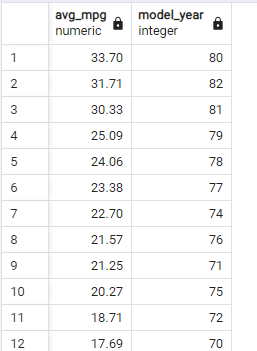 avg_mpg model_year
numeric integer
1 33.70 80
2 31.71 82
3 30.33 81
4 25.09 79
5 24.06 78
6 23.38 77
7 22.70 74
8 21.57 76
9 21.25 71
10 20.27 75
11 18.71 72
12 17.69 70